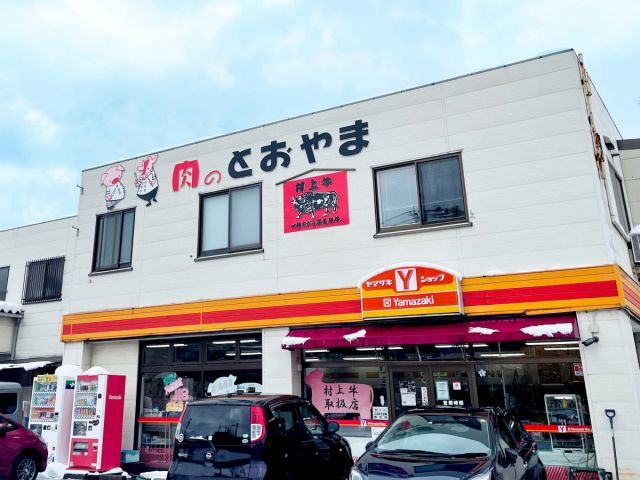 肉のとおやま
村上牛
ヤマザキ Y ショップ
Yamazaki
村上牛
取扱店
Yamazaki